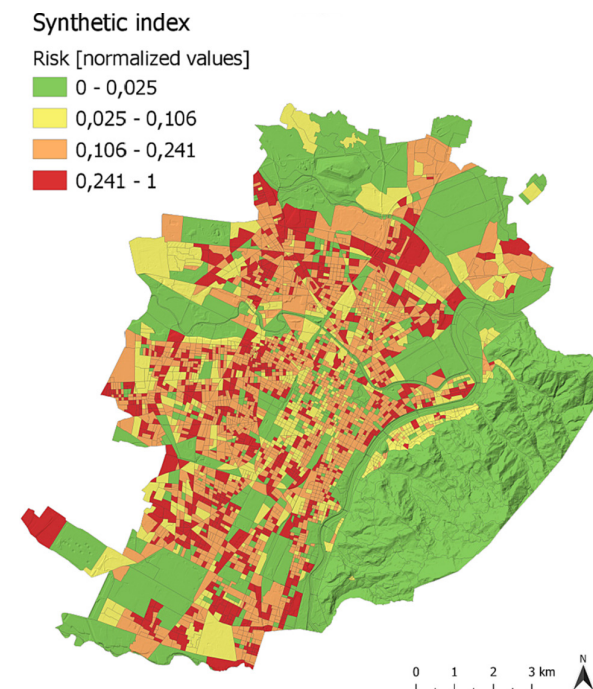 Synthetic index
Risk [normalized values]
0 - 0,025
0,025 - 0,106
0,106 - 0,241
0,241 - 1
0 1 2 3 km
N